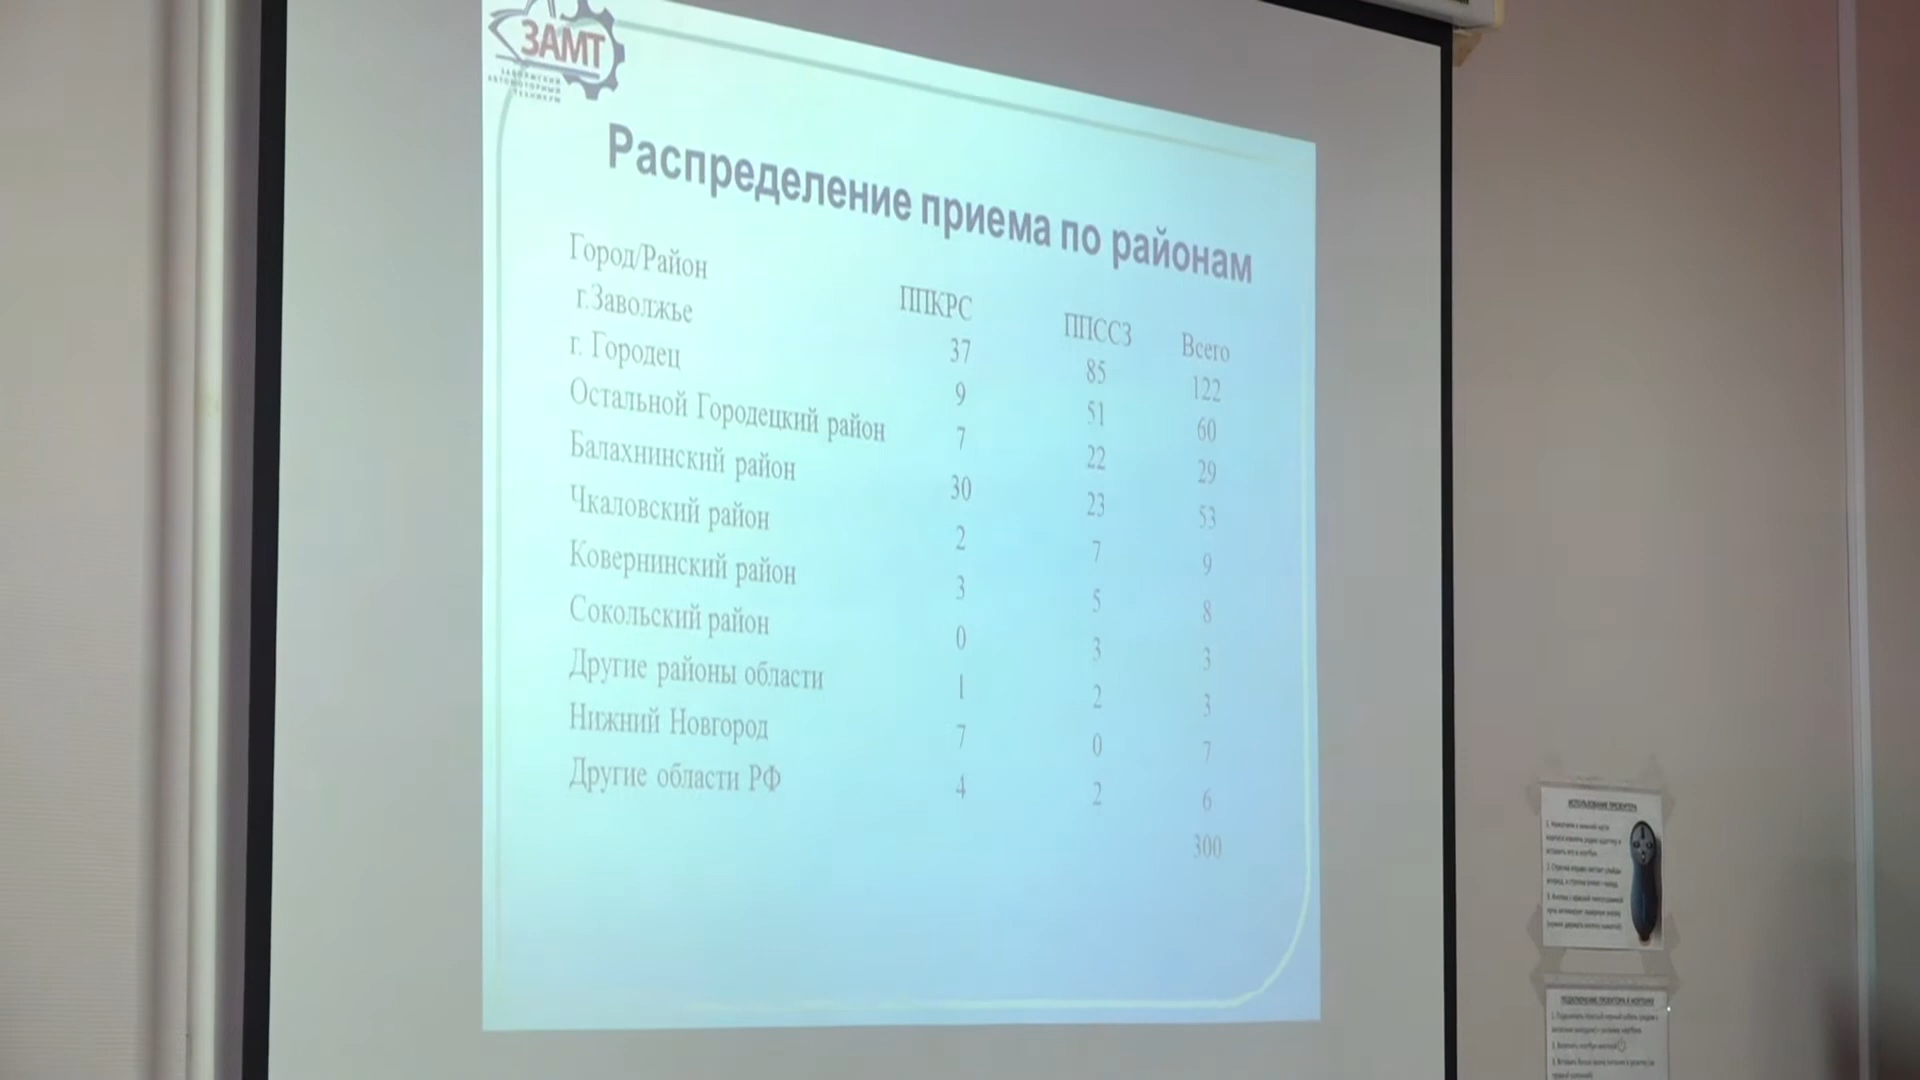 ЗАМТ
ЗАВОЛЖСКИЙ
АВТОМОТОРНЫЙ
ТЕХНИКУМ
Распределение приема по районам
Город/Район ППКРС ППССЗ Всего
г.Заволжье 37 85 122
г. Городец 9 51 60
Остальной Городецкий район 7 22 29
Балахнинский район 30 23 53
Чкаловский район 2 7 9
Ковернинский район 3 5 8
Сокольский район 0 3 3
Другие районы области 1 2 3
Нижний Новгород 7 0 7
Другие области РФ 4 2 6
300